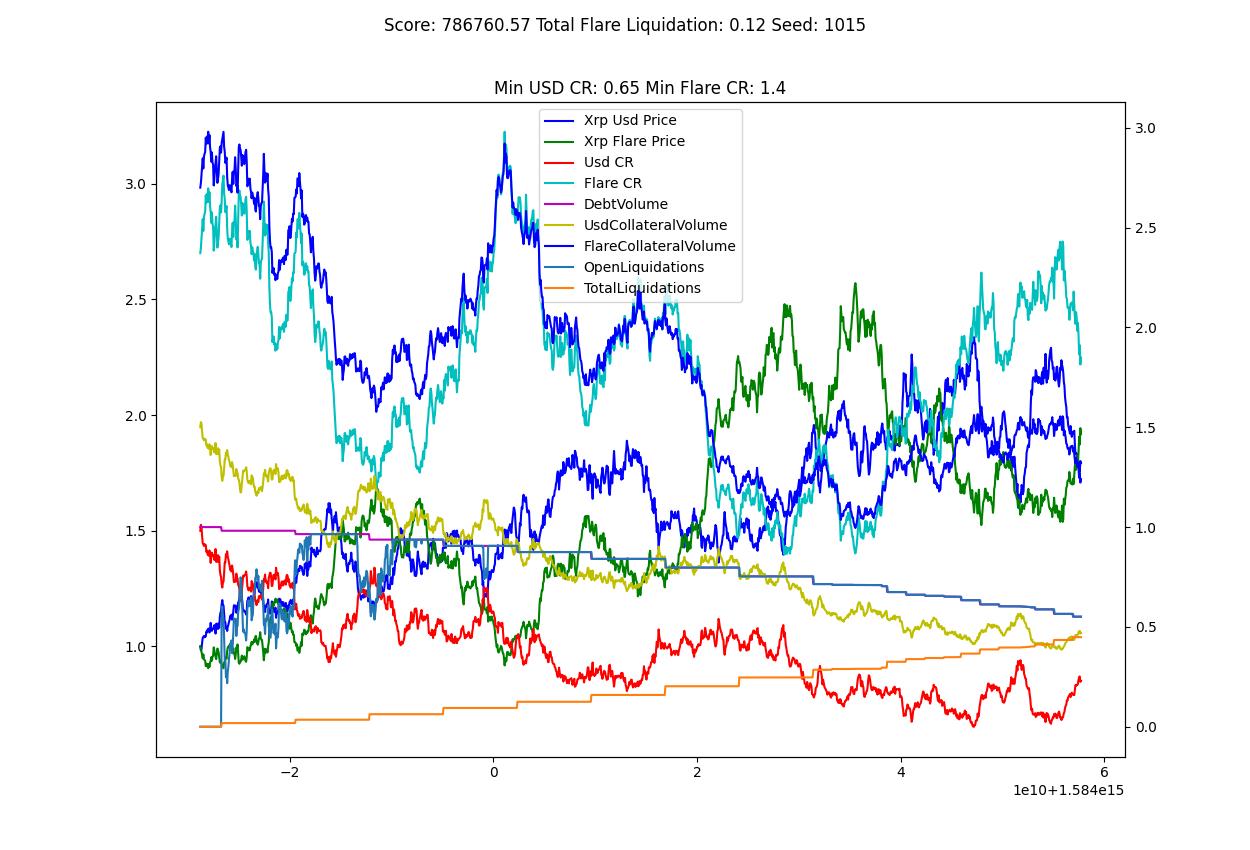 Score: 786760.57 Total Flare Liquidation: 0.12 Seed: 1015
Min USD CR: 0.65 Min Flare CR: 1.4
Xrp Usd Price
Xrp Flare Price
Usd CR
Flare CR
DebtVolume
UsdCollateralVolume
FlareCollateralVolume
OpenLiquidations
TotalLiquidations
3.0
2.5
2.0
1.5
1.0
3.0
2.5
2.0
1.5
1.0
0.5
0.0
−2 0 2 4 6
1e10+1.584e15